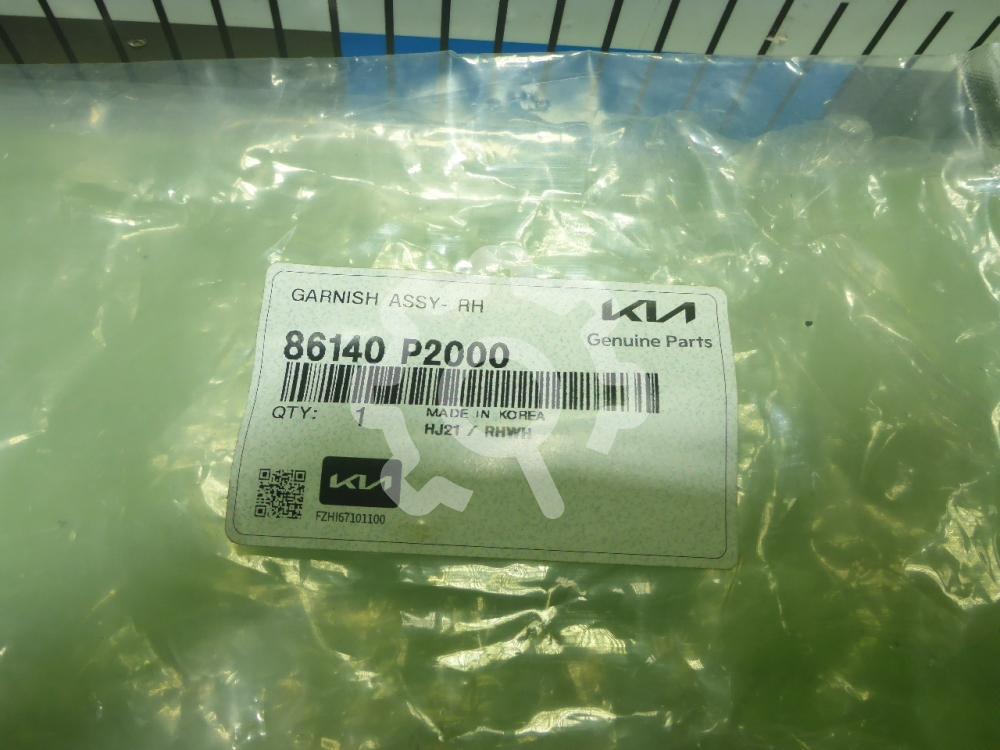 GARNISH ASSY- RH
KIA
Genuine Parts
86140 P2000
QTY: 1
MADE IN KOREA
HJ21 / RHWH
KIA
FZHI67101100